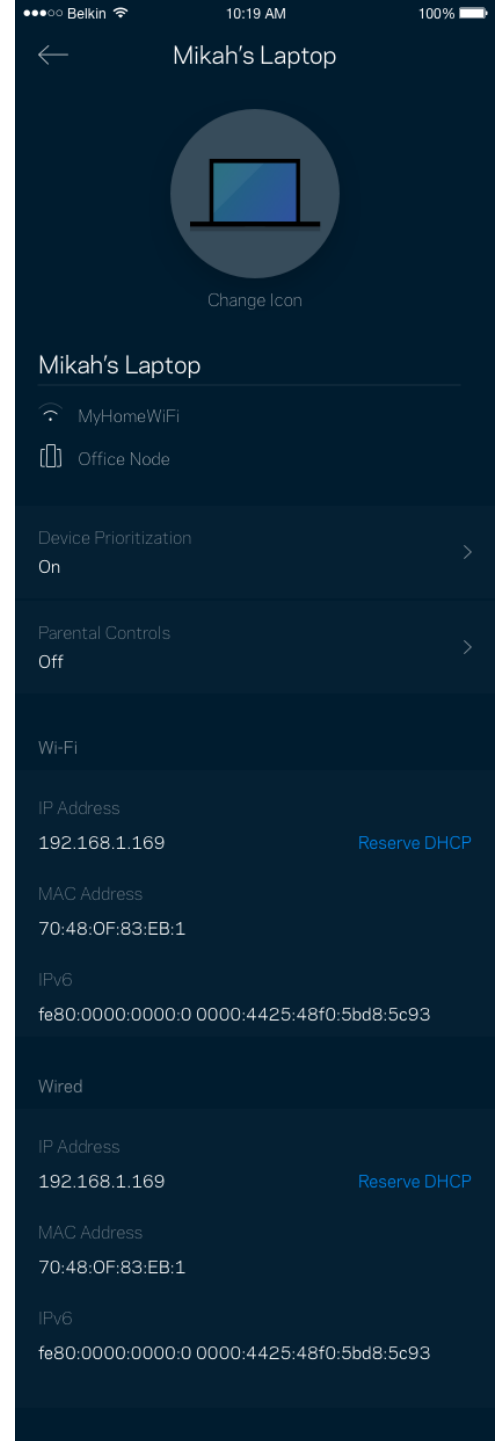 Belkin 10:19 AM 100%
Mikah's Laptop
Change Icon
Mikah's Laptop
MyHomeWiFi
Office Node
Device Prioritization
On
Parental Controls
Off
Wi-Fi
IP Address
192.168.1.169 Reserve DHCP
MAC Address
70:48:0F:83:EB:1
IPv6
fe80:0000:0000:0 0000:4425:48f0:5bd8:5c93
Wired
IP Address
192.168.1.169 Reserve DHCP
MAC Address
70:48:0F:83:EB:1
IPv6
fe80:0000:0000:0 0000:4425:48f0:5bd8:5c93